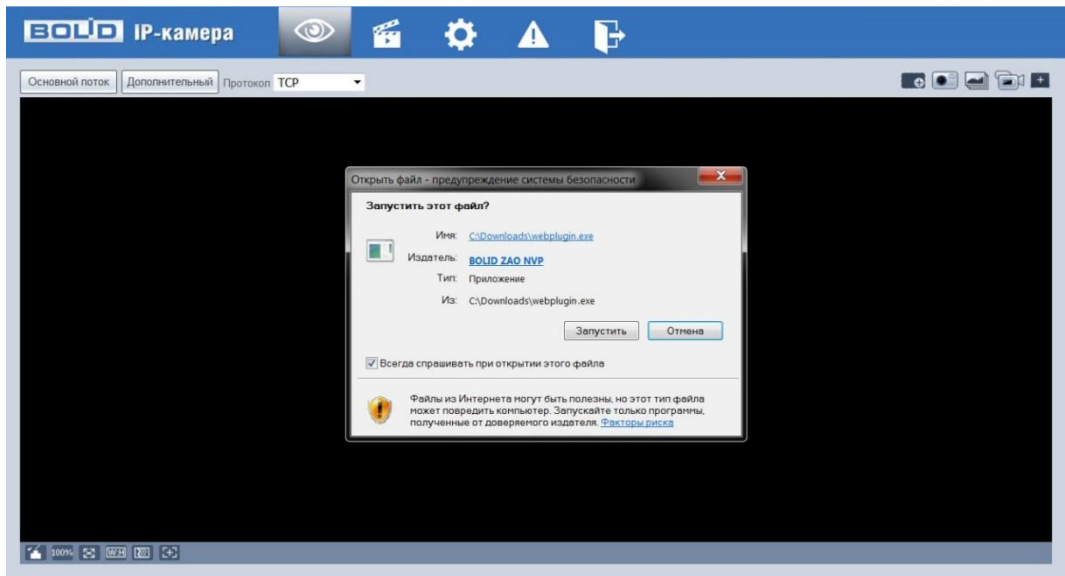 BOLID IP-камера
Основной поток Дополнительный Протокол TCP
Открыть файл - предупреждение системы безопасности
Запустить этот файл?
Имя: C:\Downloads\webplugin.exe
Издатель: BOLID ZAO NVP
Тип: Приложение
Из: C:\Downloads\webplugin.exe
Запустить Отмена
Всегда спрашивать при открытии этого файла
Файлы из Интернета могут быть полезны, но этот тип файла
может повредить компьютер. Запускайте только программы,
полученные от доверяемого издателя. Факторы риска
100% W:H